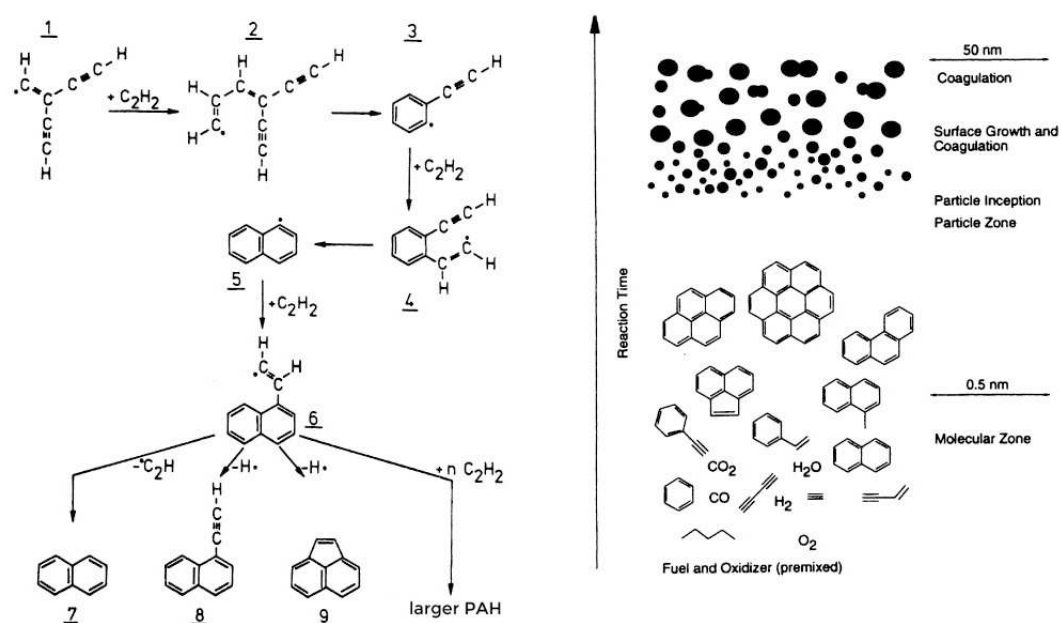 1
H
C
C
C
C
H
C
C
H
+ C₂H₂
2
H
C
C
C
C
C
H
H
C
H
C
C
H
3
C
C
H
+ C₂H₂
4
C
C
H
C
C
H
H
5
+ C₂H₂
6
H
C
C
H
-•C₂H
-H•
-H•
+ n C₂H₂
7
8
H
C
C
9
larger PAH
Reaction Time
50 nm
Coagulation
Surface Growth and
Coagulation
Particle Inception
Particle Zone
0.5 nm
Molecular Zone
CO₂
H₂O
CO
H₂
O₂
Fuel and Oxidizer (premixed)